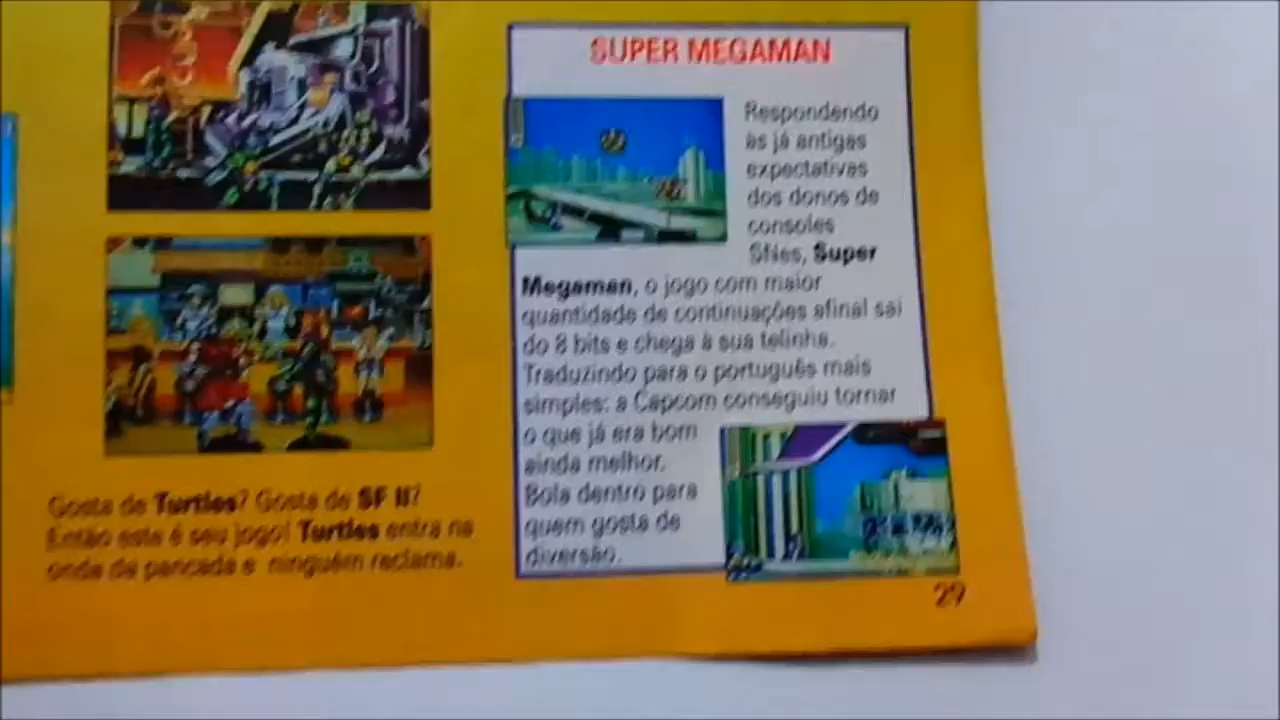 SUPER MEGAMAN
Respondendo
às já antigas
expectativas
dos donos de
consoles
SNes, Super
Megaman, o jogo com maior
quantidade de continuações afinal sai
do 8 bits e chega à sua telinha.
Traduzindo para o português mais
simples: a Capcom conseguiu tornar
o que já era bom
ainda melhor.
Bola dentro para
quem gosta de
diversão.
Gosta de Turtles? Gosta de SF II?
Então este é seu jogo! Turtles entra na
onda da pancada e ninguém reclama.
29